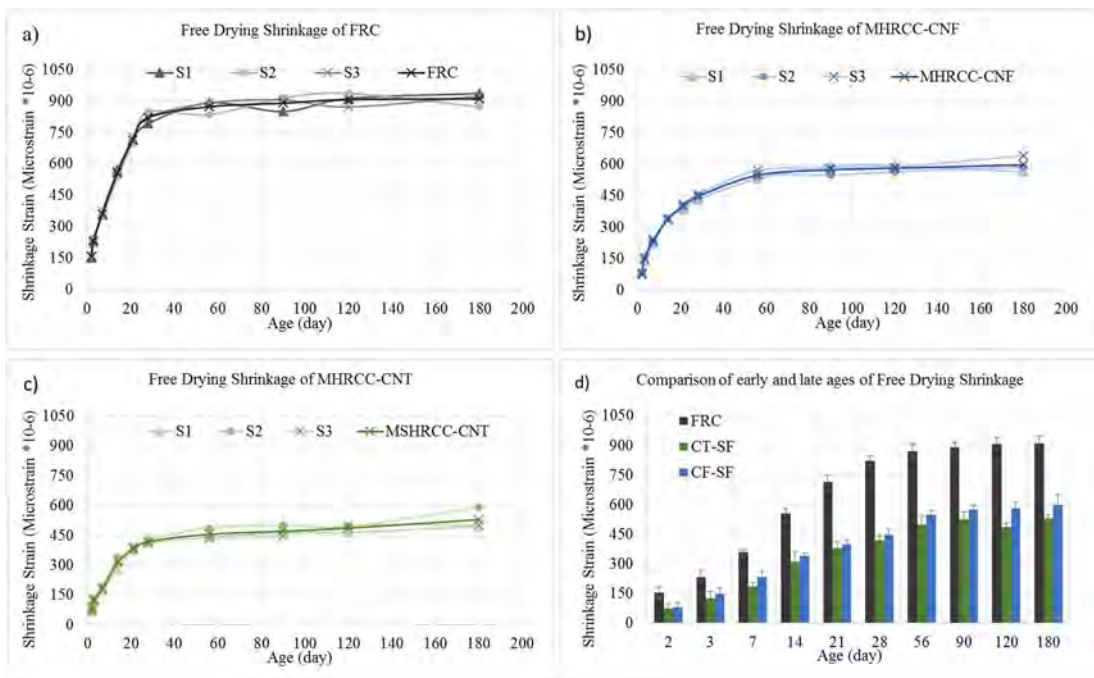 a)
Free Drying Shrinkage of FRC
S1 S2 S3 FRC
Shrinkage Strain (Microstrain *10-6)
1050
900
750
600
450
300
150
0
0 20 40 60 80 100 120 140 160 180 200
Age (day)
b)
Free Drying Shrinkage of MHRCC-CNF
S1 S2 S3 MHRCC-CNF
Shrinkage Strain (Microstrain *10-6)
1050
900
750
600
450
300
150
0
0 20 40 60 80 100 120 140 160 180 200
Age (day)
c)
Free Drying Shrinkage of MHRCC-CNT
S1 S2 S3 MSHRCC-CNT
Shrinkage Strain (Microstrain *10-6)
1050
900
750
600
450
300
150
0
0 20 40 60 80 100 120 140 160 180 200
Age (day)
d)
Comparison of early and late ages of Free Drying Shrinkage
FRC
CT-SF
CF-SF
Shrinkage Strain (Microstrain *10-6)
1050
900
750
600
450
300
150
0
2 3 7 14 21 28 56 90 120 180
Age (day)